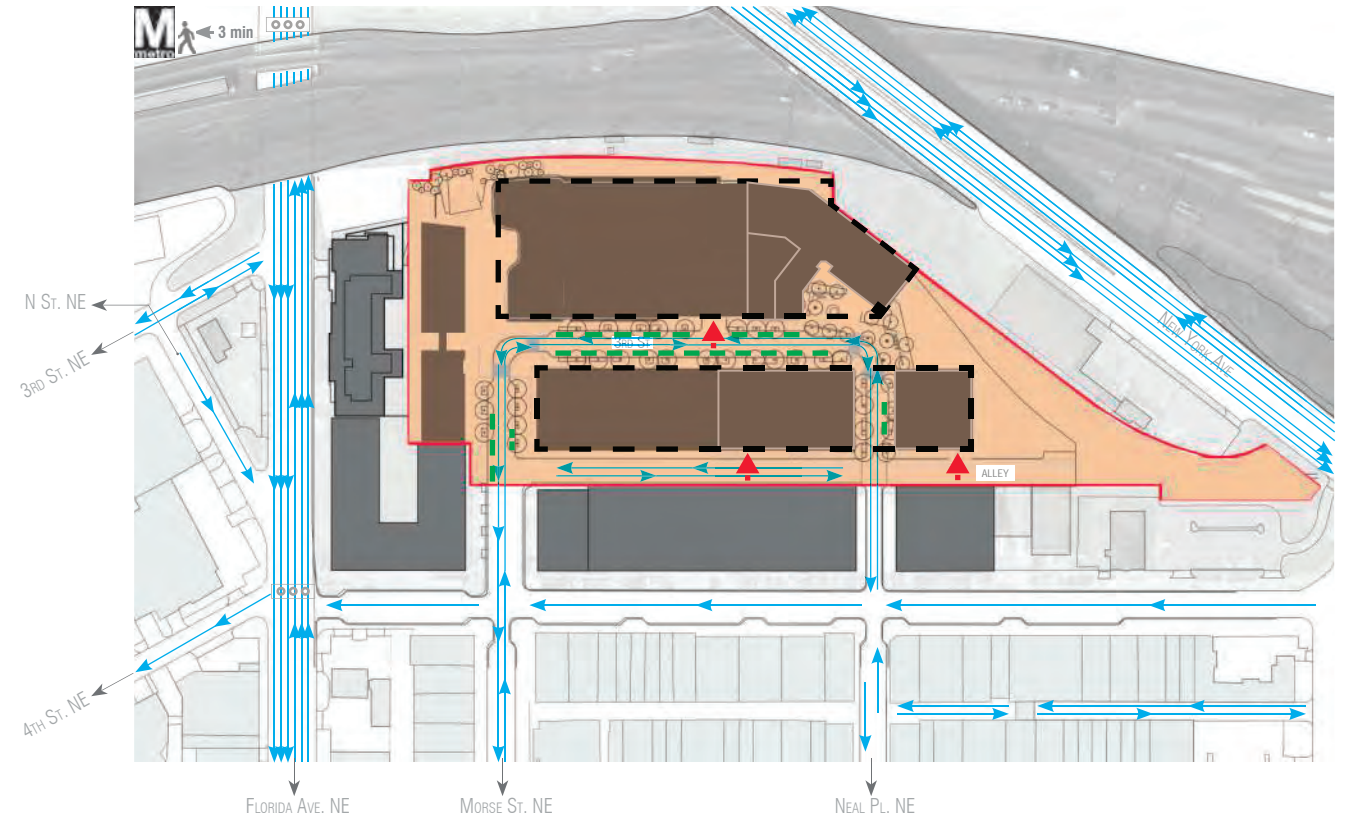 M
metro
3 min
N ST. NE
3RD ST. NE
3RD ST
NEW YORK AVE
ALLEY
4TH ST. NE
FLORIDA AVE. NE
MORSE ST. NE
NEAL PL. NE